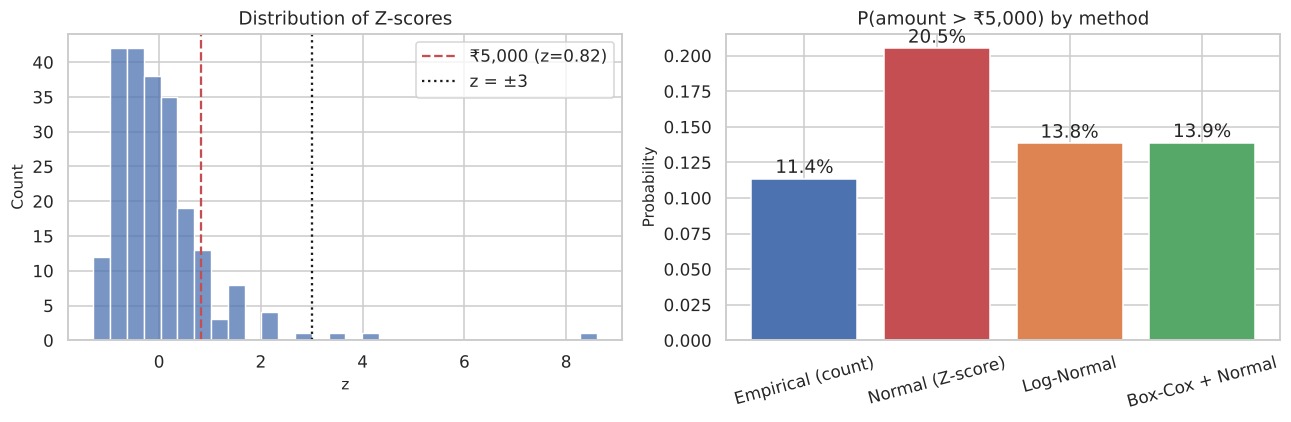 Distribution of Z-scores
Count
40
35
30
25
20
15
10
5
0
0
2
4
6
8
z
₹5,000 (z=0.82)
z = ±3
P(amount > ₹5,000) by method
Probability
0.200
0.175
0.150
0.125
0.100
0.075
0.050
0.025
0.000
11.4%
20.5%
13.8%
13.9%
Empirical (count)
Normal (Z-score)
Log-Normal
Box-Cox + Normal